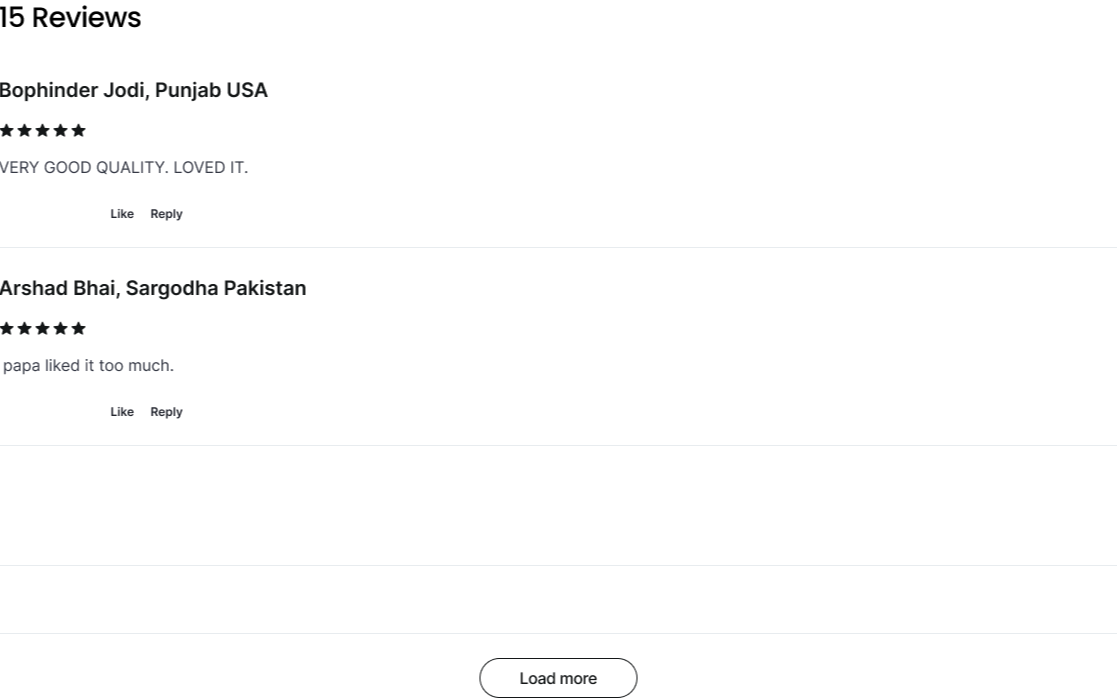 15 Reviews
Bophinder Jodi, Punjab USA
VERY GOOD QUALITY. LOVED IT.
Like Reply
Arshad Bhai, Sargodha Pakistan
papa liked it too much.
Like Reply
Load more